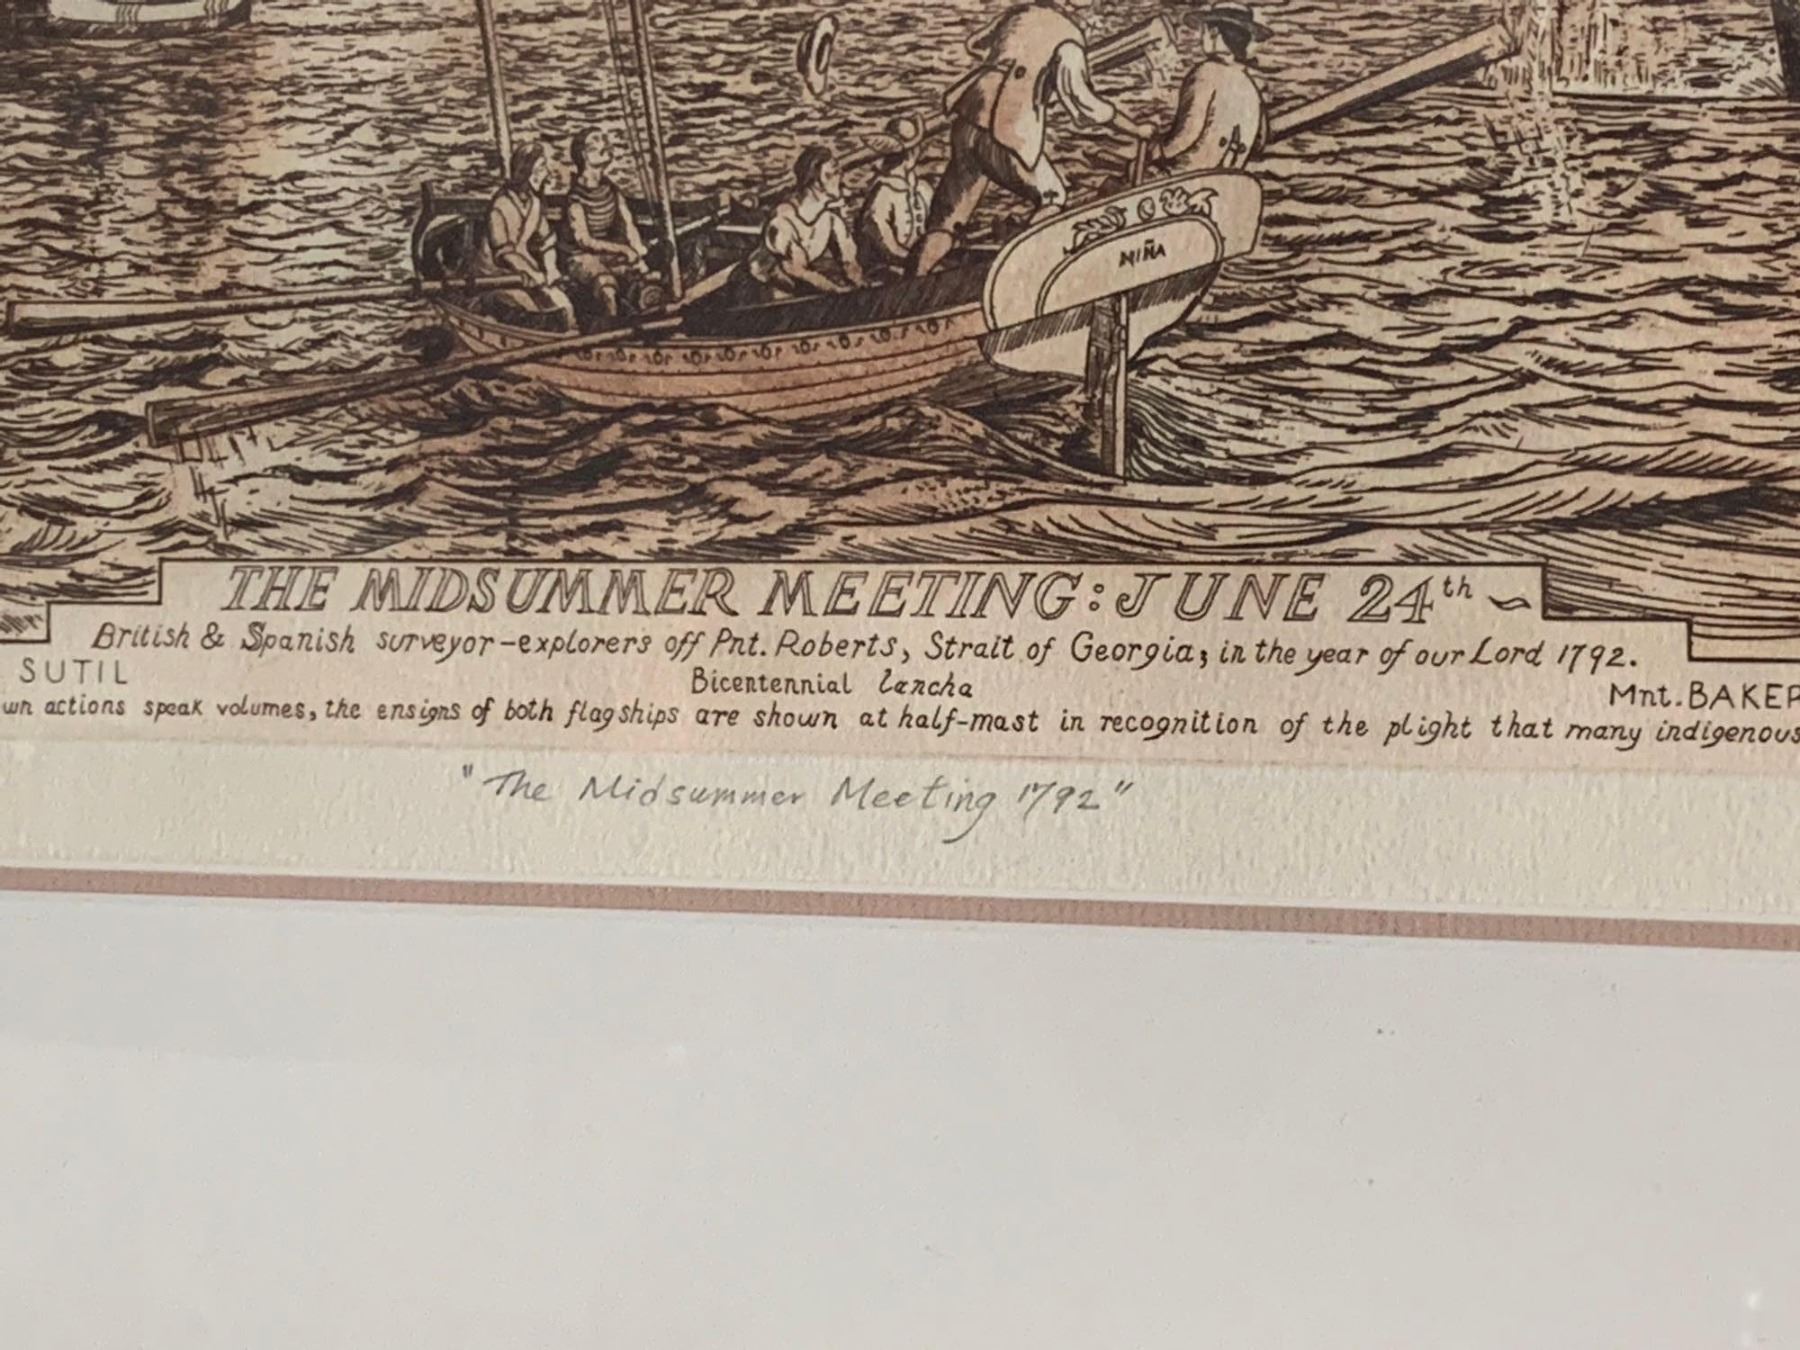 NIÑA
THE MIDSUMMER MEETING: JUNE 24th ~
British & Spanish surveyor-explorers off Pnt. Roberts, Strait of Georgia; in the year of our Lord 1792.
SUTIL Bicentennial lancha Mnt. BAKER
wn actions speak volumes, the ensigns of both flagships are shown at half-mast in recognition of the plight that many indigenous
"The Midsummer Meeting 1792"